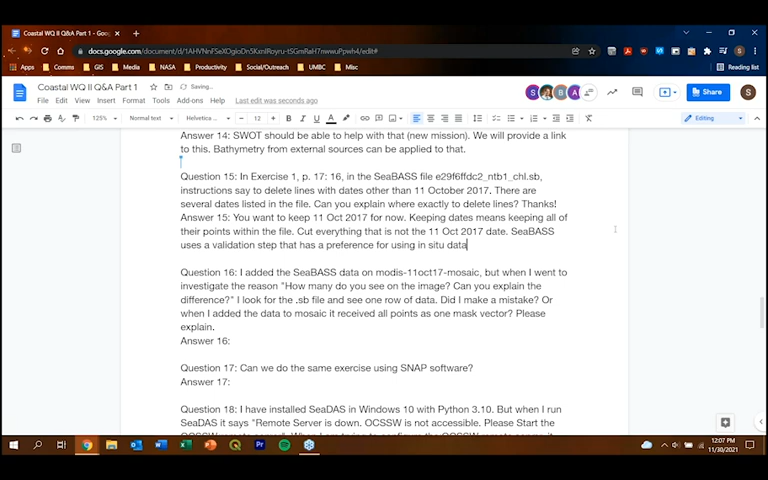 Coastal WQ II Q&A Part 1 - Goo
docs.google.com/document/d/
Apps Comms GIS Media NASA Productivity Social/Outreach UMBC Misc Reading list
Coastal WQ II Q&A Part 1 Saving...
File Edit View Insert Format Tools Add-ons Help Last edit was seconds ago
Share
125% Normal text Helvetica... 12 Editing
Answer 14: SWOT should be able to help with that (new mission). We will provide a link
to this. Bathymetry from external sources can be applied to that.
Question 15: In Exercise 1, p. 17: 16, in the SeaBASS file e29f6ffdc2_ntb1_chl.sb,
instructions say to delete lines with dates other than 11 October 2017. There are
several dates listed in the file. Can you explain where exactly to delete lines? Thanks!
Answer 15: You want to keep 11 Oct 2017 for now. Keeping dates means keeping all of
their points within the file. Cut everything that is not the 11 Oct 2017 date. SeaBASS
uses a validation step that has a preference for using in situ data
Question 16: I added the SeaBASS data on modis-11oct17-mosaic, but when I went to
investigate the reason "How many do you see on the image? Can you explain the
difference?" I look for the .sb file and see one row of data. Did I make a mistake? Or
when I added the data to mosaic it received all points as one mask vector? Please
explain.
Answer 16:
Question 17: Can we do the same exercise using SNAP software?
Answer 17:
Question 18: I have installed SeaDAS in Windows 10 with Python 3.10. But when I run
SeaDAS it says "Remote Server is down. OCSSW is not accessible. Please Start the
12:07 PM
11/30/2021